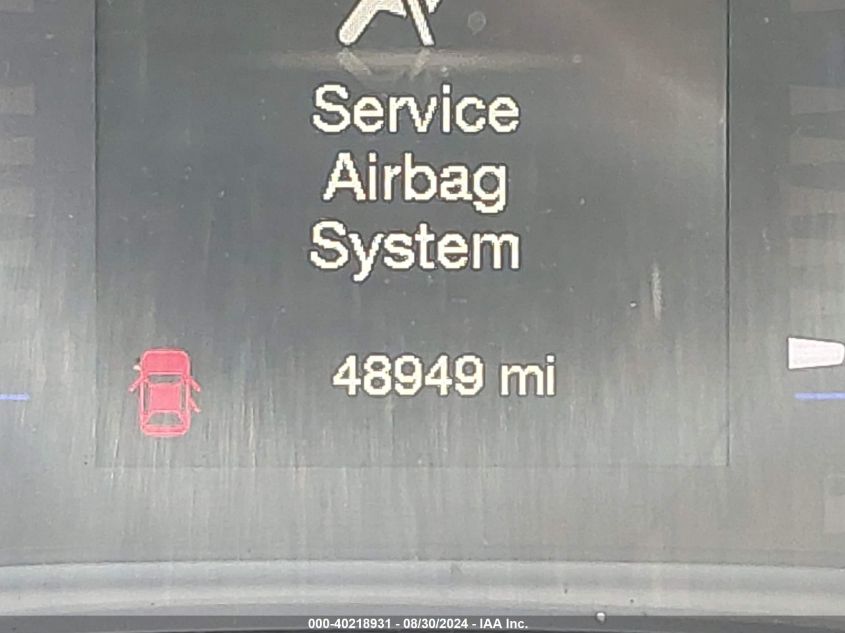 Service
Airbag
System
48949 mi
000-40218931 - 08/30/2024 - IAA Inc.